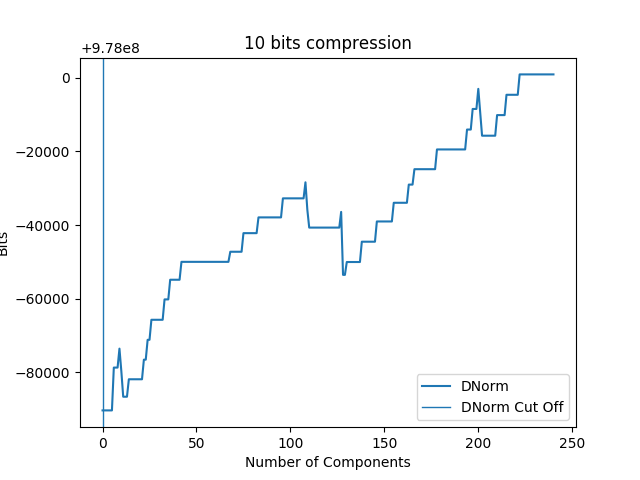 10 bits compression
+9.78e8
0
−20000
−40000
−60000
−80000
Bits
0 50 100 150 200 250
Number of Components
DNorm
DNorm Cut Off